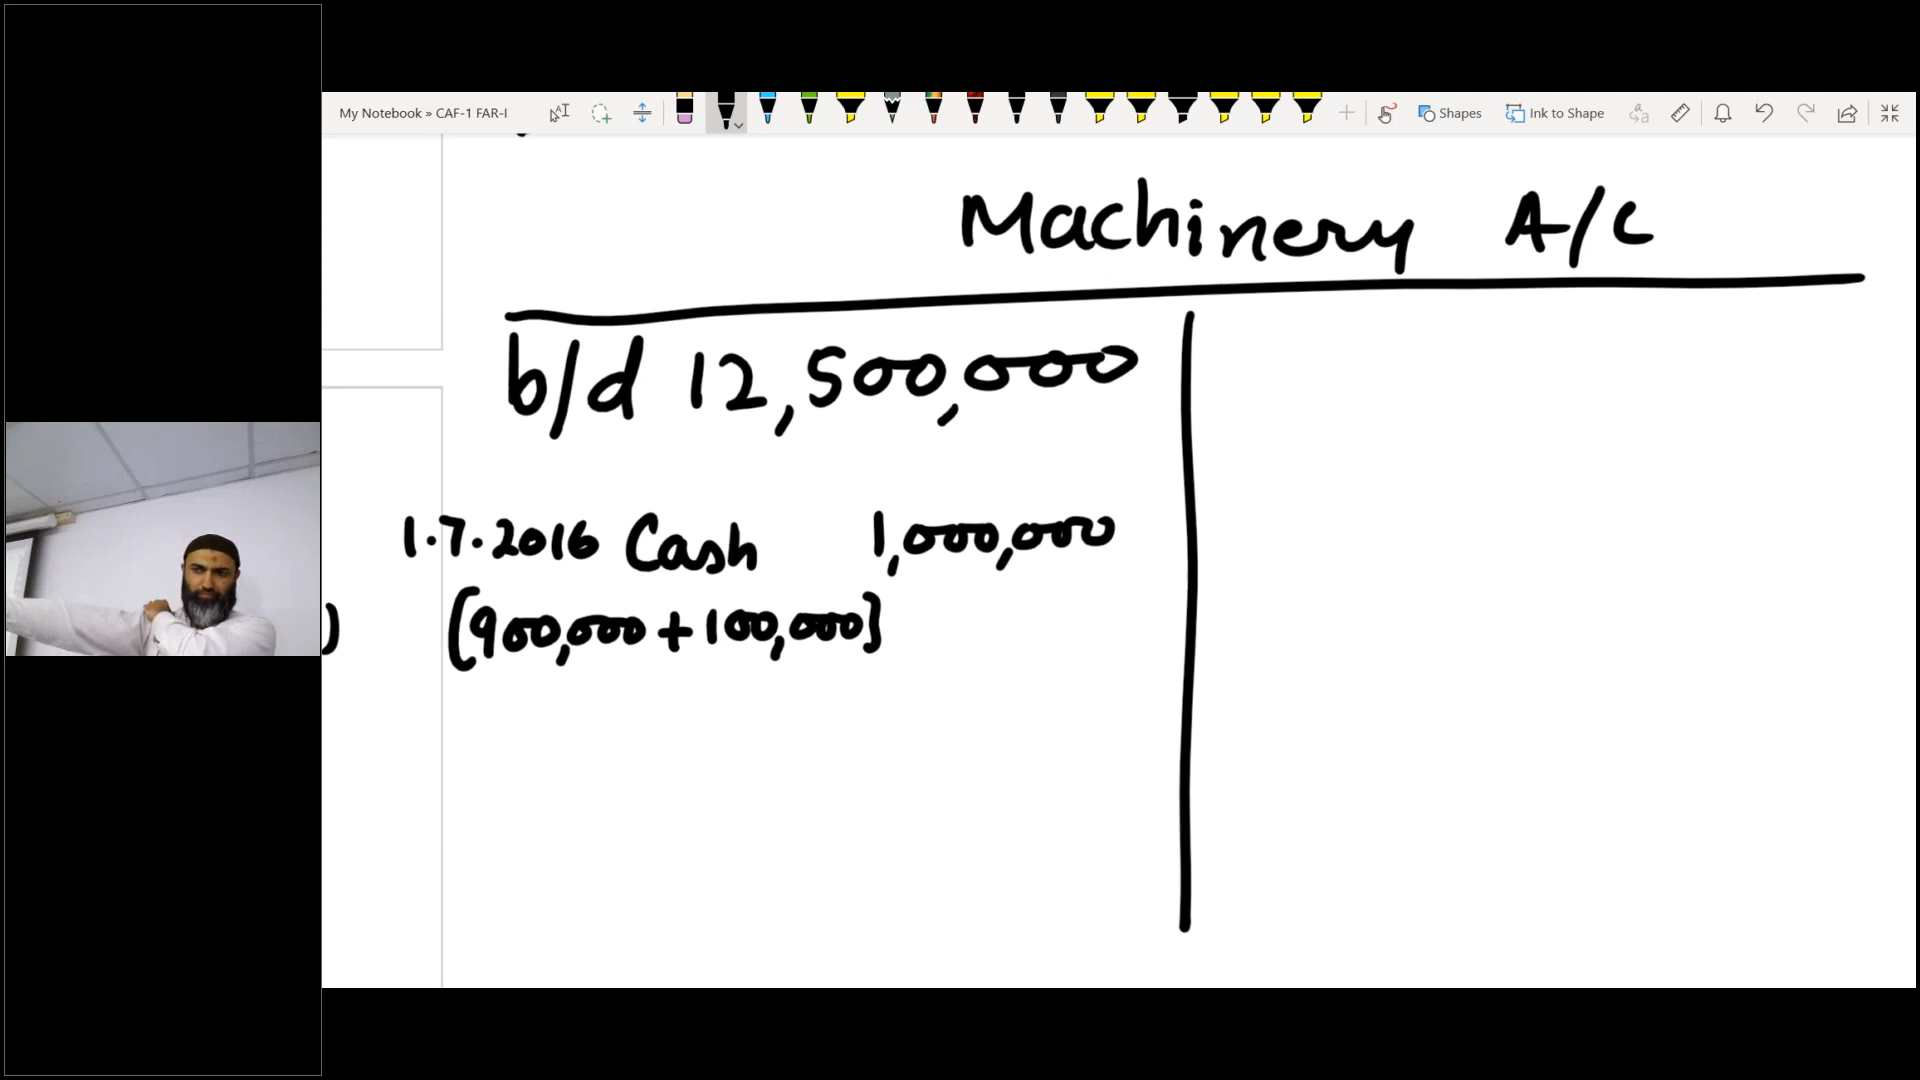 My Notebook » CAF-1 FAR-I
Shapes
Ink to Shape
Machinery A/C
b/d 12,500,000
1.7.2016 Cash 1,000,000
) [900,000 + 100,000]